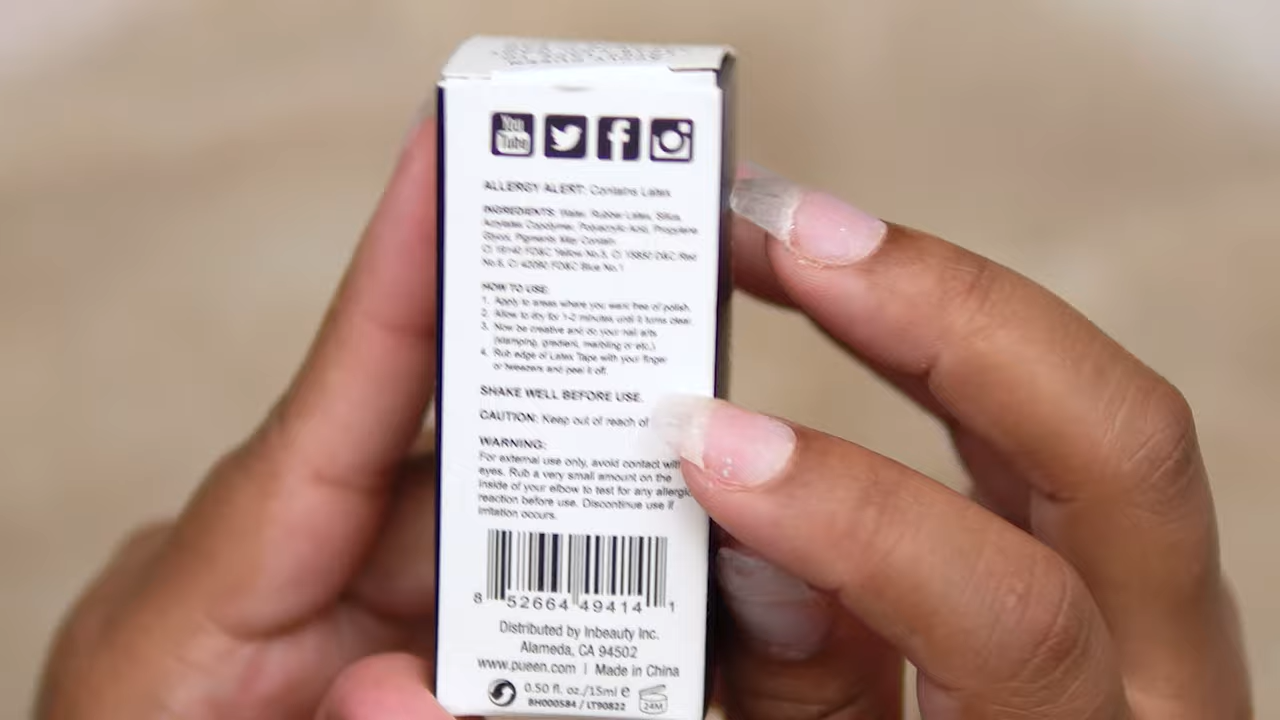 You
Tube
ALLERGY ALERT: Contains Latex
INGREDIENTS: Water, Rubber Latex, Silica,
Acrylates Copolymer, Polyacrylic Acid, Propylene
Glycol, Pigments May Contain:
CI 19140 FD&C Yellow No.5, CI 15850 D&C Red
No.6, CI 42090 FD&C Blue No.1
HOW TO USE:
1. Apply to areas where you want free of polish.
2. Allow to dry for 1-2 minutes until it turns clear.
3. Now be creative and do your nail arts
(stamping, gradient, marbling or etc.)
4. Rub edge of Latex Tape with your finger
or tweezers and peel it off.
SHAKE WELL BEFORE USE.
CAUTION: Keep out of reach of
WARNING:
For external use only, avoid contact with
eyes. Rub a very small amount on the
inside of your elbow to test for any allergic
reaction before use. Discontinue use if
irritation occurs.
8 52664 49414 1
Distributed by Inbeauty Inc.
Alameda, CA 94502
www.pueen.com | Made in China
0.50 fl. oz./15ml e
BH000584 / LT90822
24M